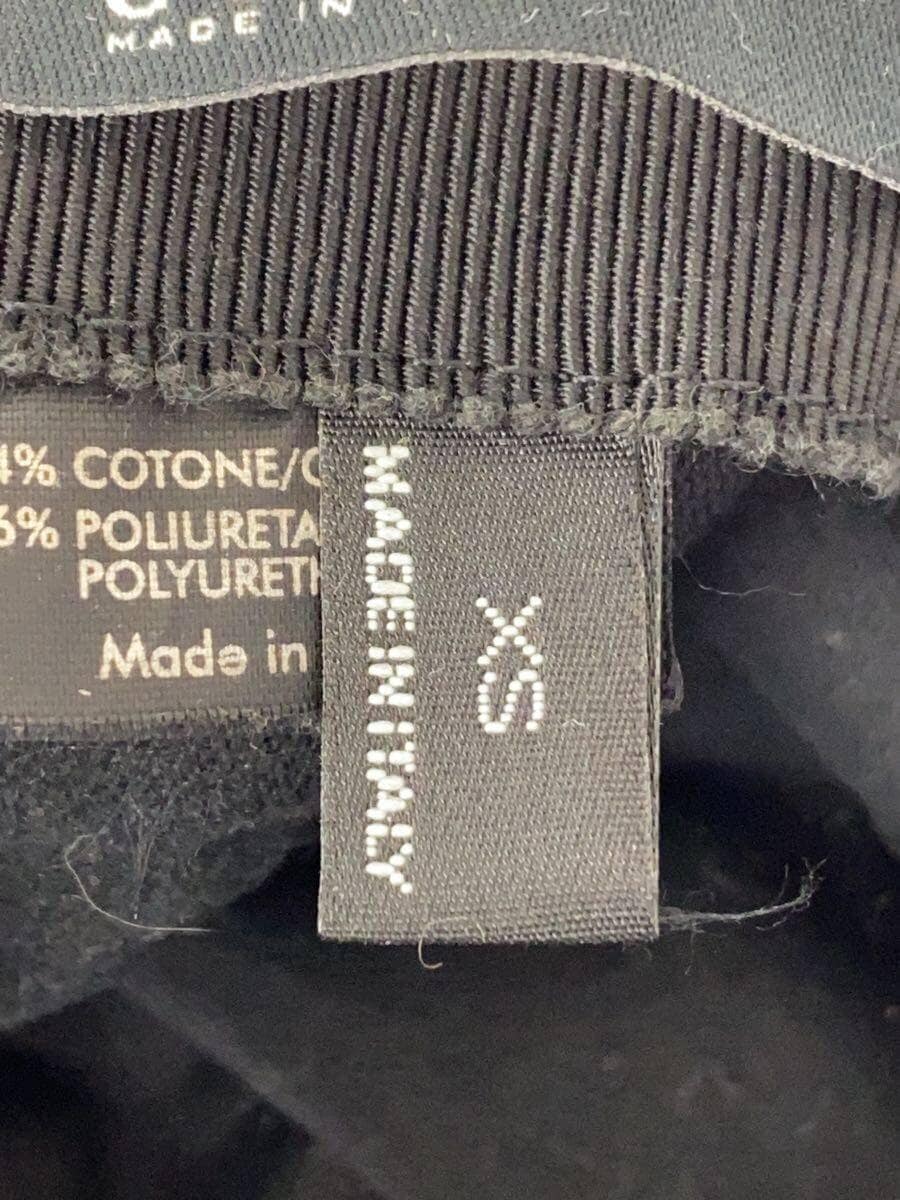 MADE IN
4% COTONE/C
6% POLIURETA
POLYURETH
Made in
MADE IN ITALY
XS